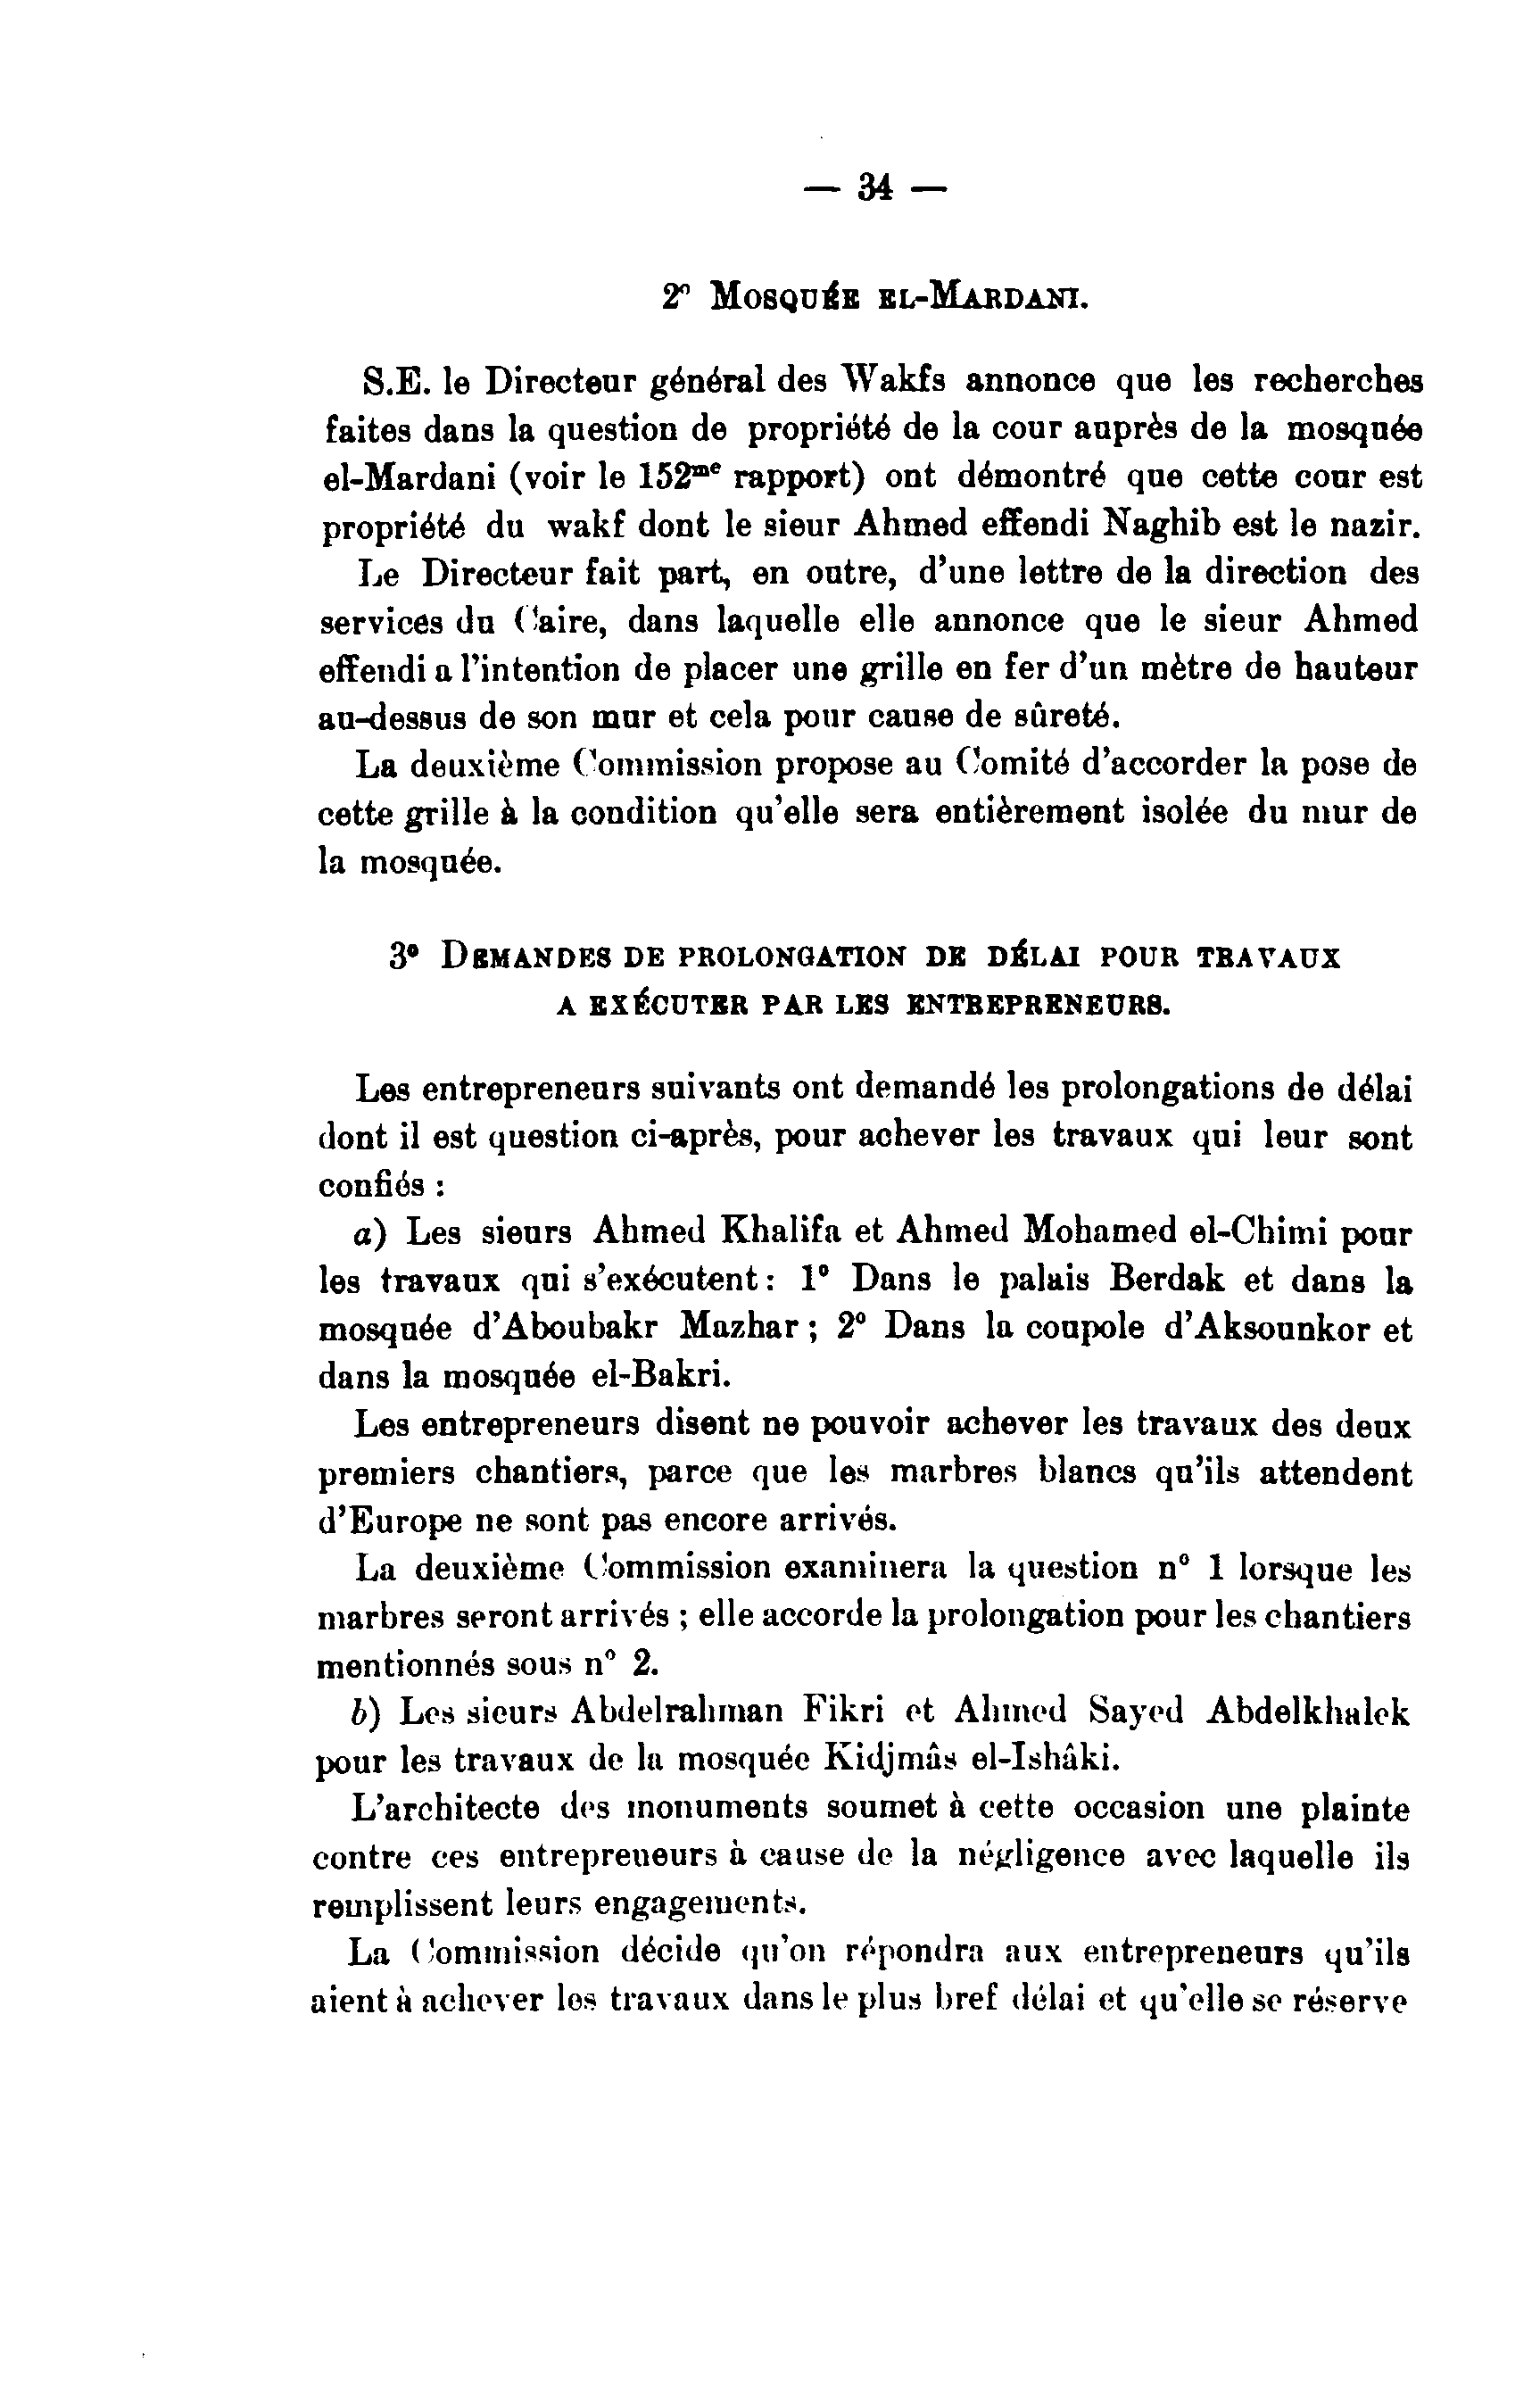 — 34 —
2° MOSQUÉE EL-MARDANI.
S.E. le Directeur général des Wakfs annonce que les recherches
faites dans la question de propriété de la cour auprès de la mosquée
el-Mardani (voir le 152me rapport) ont démontré que cette cour est
propriété du wakf dont le sieur Ahmed effendi Naghib est le nazir.
Le Directeur fait part, en outre, d'une lettre de la direction des
services du Caire, dans laquelle elle annonce que le sieur Ahmed
effendi a l'intention de placer une grille en fer d'un mètre de hauteur
au-dessus de son mur et cela pour cause de sûreté.
La deuxième Commission propose au Comité d'accorder la pose de
cette grille à la condition qu'elle sera entièrement isolée du mur de
la mosquée.
3° DEMANDES DE PROLONGATION DE DÉLAI POUR TRAVAUX
A EXÉCUTER PAR LES ENTREPRENEURS.
Les entrepreneurs suivants ont demandé les prolongations de délai
dont il est question ci-après, pour achever les travaux qui leur sont
confiés :
a) Les sieurs Ahmed Khalifa et Ahmed Mohamed el-Chimi pour
les travaux qui s'exécutent : 1° Dans le palais Berdak et dans la
mosquée d'Aboubakr Mazhar ; 2° Dans la coupole d'Aksounkor et
dans la mosquée el-Bakri.
Les entrepreneurs disent ne pouvoir achever les travaux des deux
premiers chantiers, parce que les marbres blancs qu'ils attendent
d'Europe ne sont pas encore arrivés.
La deuxième Commission examinera la question n° 1 lorsque les
marbres seront arrivés ; elle accorde la prolongation pour les chantiers
mentionnés sous n° 2.
b) Les sieurs Abdelrahman Fikri et Ahmed Sayed Abdelkhalek
pour les travaux de la mosquée Kidjmâs el-Ishâki.
L'architecte des monuments soumet à cette occasion une plainte
contre ces entrepreneurs à cause de la négligence avec laquelle ils
remplissent leurs engagements.
La Commission décide qu'on répondra aux entrepreneurs qu'ils
aient à achever les travaux dans le plus bref délai et qu'elle se réserve